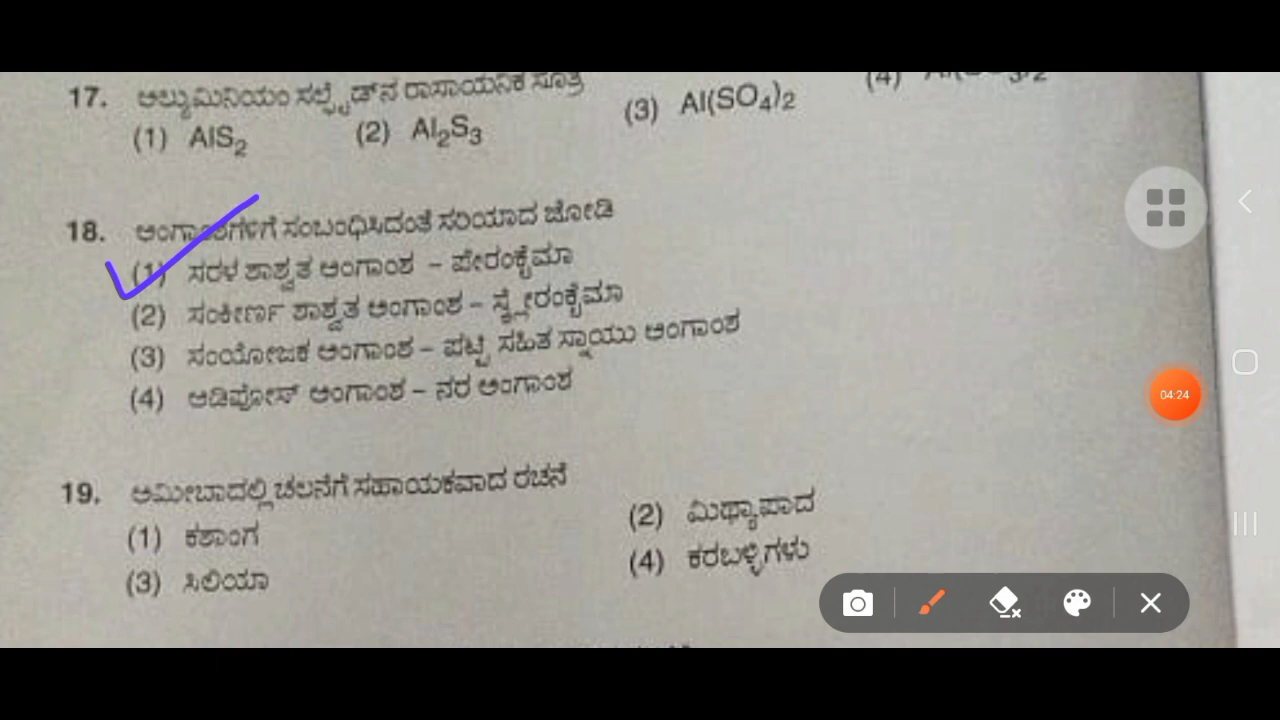 17. ಅಲ್ಯುಮಿನಿಯಂ ಸಲ್ಫೈಡ್‌ನ ರಾಸಾಯನಿಕ ಸೂತ್ರ
(1) AlS2 (2) Al2S3 (3) Al(SO4)2 (4)
18. ಅಂಗಾಂಶಗಳಿಗೆ ಸಂಬಂಧಿಸಿದಂತೆ ಸರಿಯಾದ ಜೋಡಿ
(1) ಸರಳ ಶಾಶ್ವತ ಅಂಗಾಂಶ – ಪೇರಂಕೈಮಾ
(2) ಸಂಕೀರ್ಣ ಶಾಶ್ವತ ಅಂಗಾಂಶ – ಸ್ಕ್ಲೇರಂಕೈಮಾ
(3) ಸಂಯೋಜಕ ಅಂಗಾಂಶ – ಪಟ್ಟಿ ಸಹಿತ ಸ್ನಾಯು ಅಂಗಾಂಶ
(4) ಅಡಿಪೋಸ್ ಅಂಗಾಂಶ – ನರ ಅಂಗಾಂಶ
19. ಅಮೀಬಾದಲ್ಲಿ ಚಲನೆಗೆ ಸಹಾಯಕವಾದ ರಚನೆ
(1) ಕಶಾಂಗ (2) ಮಿಥ್ಯಾಪಾದ
(3) ಸಿಲಿಯಾ (4) ಕರಬಳ್ಳಿಗಳು
04:24